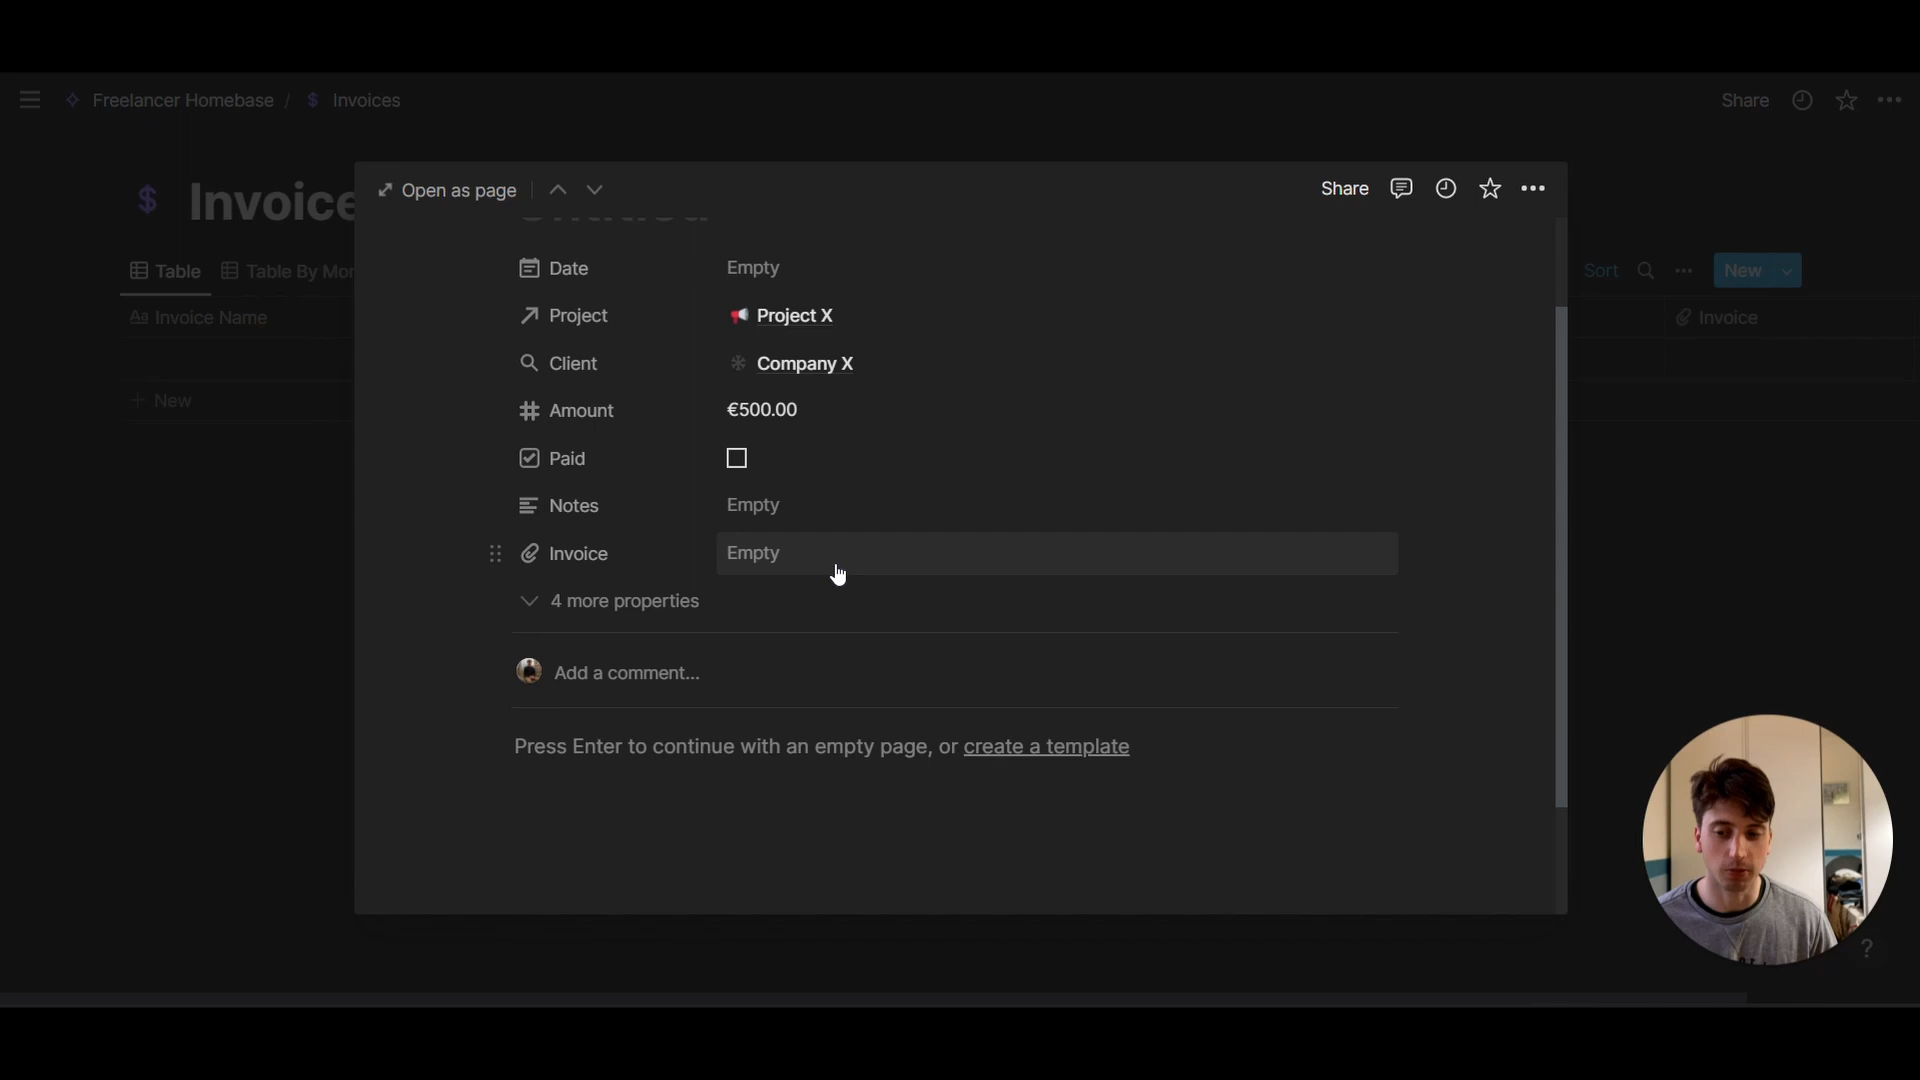 Freelancer Homebase / Invoices
Share
Open as page
Share
Invoice
Table
Table By Mor
Sort
New
Aa Invoice Name
Invoice
+ New
Date
Empty
Project
Project X
Client
Company X
Amount
€500.00
Paid
Notes
Empty
Invoice
Empty
4 more properties
Add a comment...
Press Enter to continue with an empty page, or create a template
?